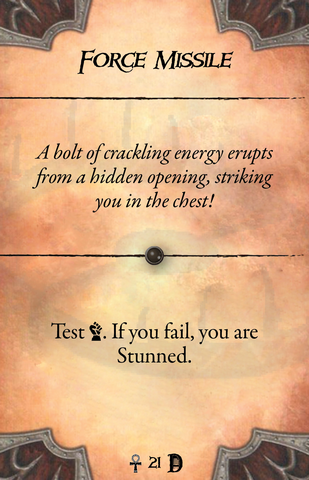 Force Missile
A bolt of crackling energy erupts
from a hidden opening, striking
you in the chest!
Test . If you fail, you are
Stunned.
21 D